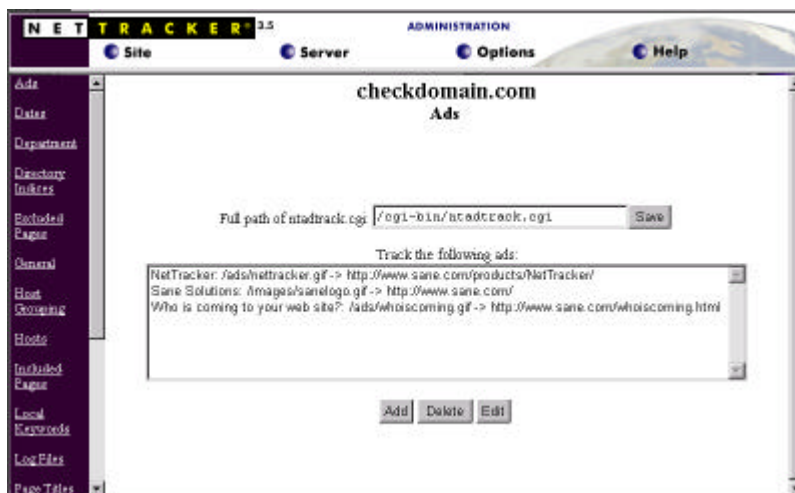 NET TRACKER® 3.5
ADMINISTRATION
Site Server Options Help
Ads
Dates
Department
Directory
Indices
Excluded
Pages
General
Host
Grouping
Hosts
Included
Pages
Local
Keywords
Log Files
Page Titles
checkdomain.com
Ads
Full path of ntadtrack.cgi /cgi-bin/ntadtrack.cgi Save
Track the following ads:
NetTracker: /ads/nettracker.gif -> http://www.sane.com/products/NetTracker/
Sane Solutions: /images/sanelogo.gif -> http://www.sane.com/
Who is coming to your web site?: /ads/whoiscoming.gif -> http://www.sane.com/whoiscoming.html
Add Delete Edit